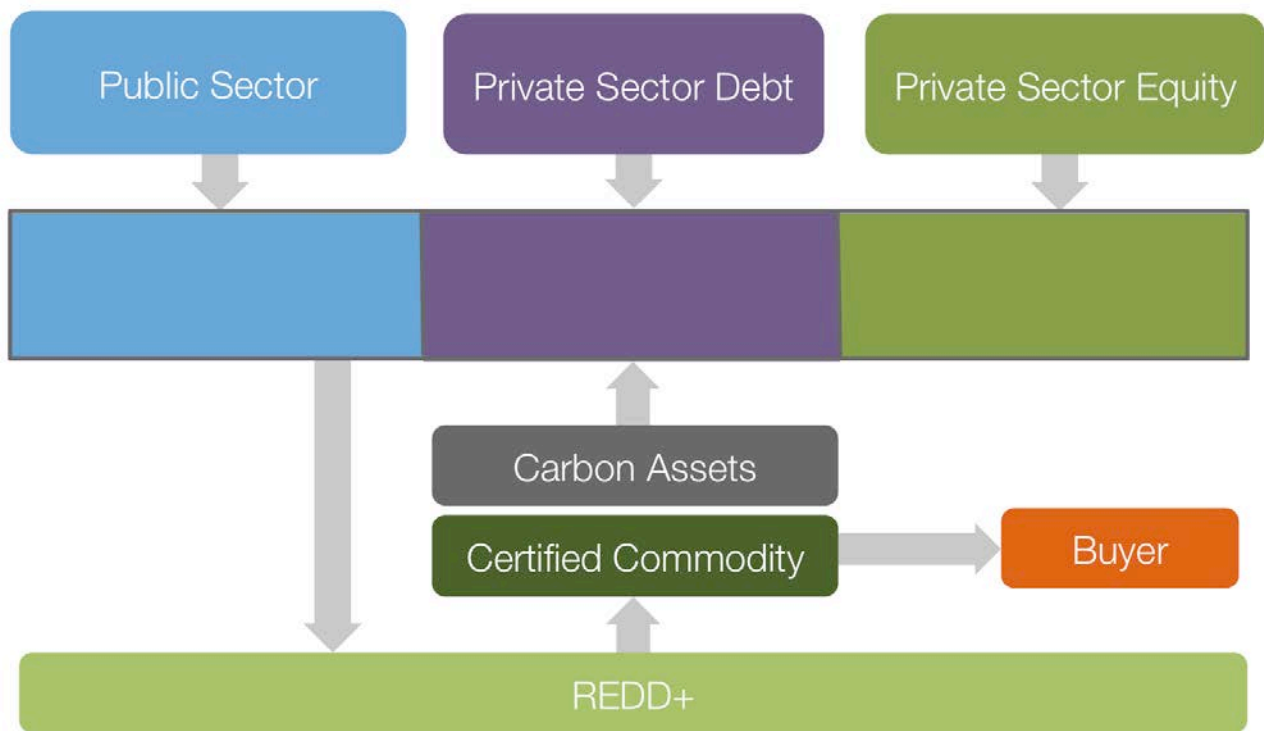 Public Sector
Private Sector Debt
Private Sector Equity
Carbon Assets
Certified Commodity
Buyer
REDD+